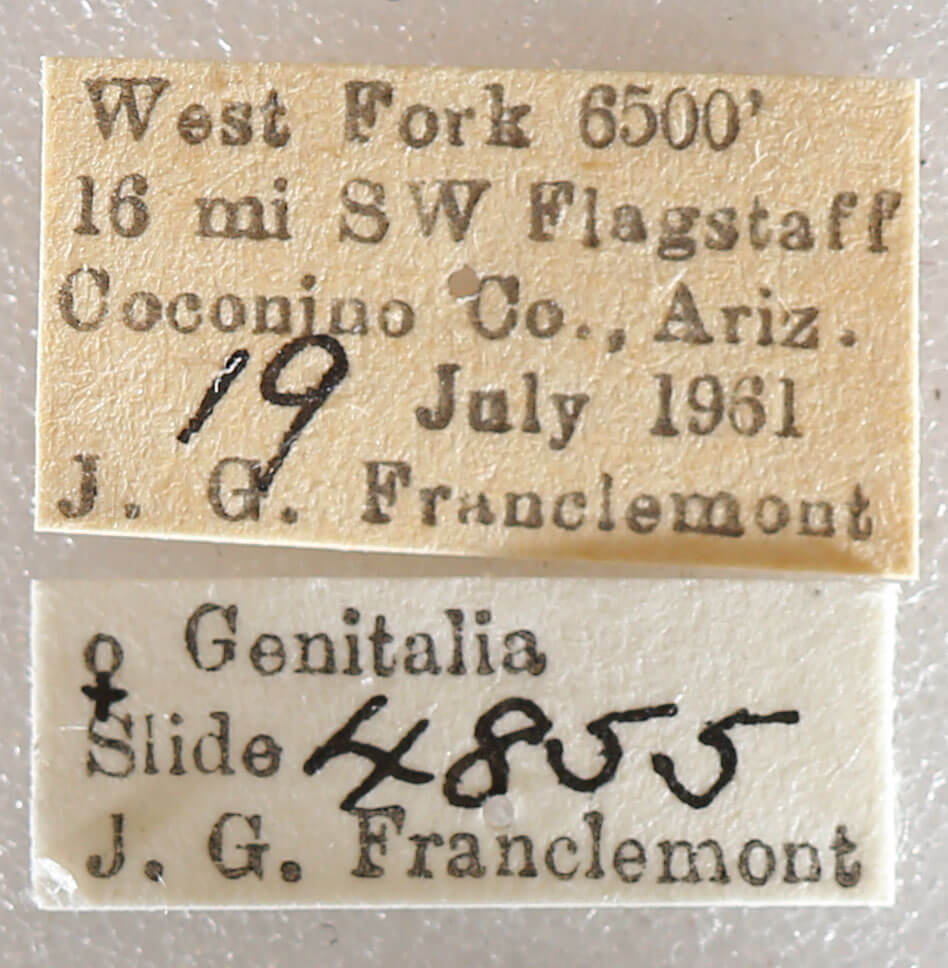 West Fork 6500'
16 mi SW Flagstaff
Coconino Co., Ariz.
19 July 1961
J. G. Franclemont
♀ Genitalia
Slide 4855
J. G. Franclemont